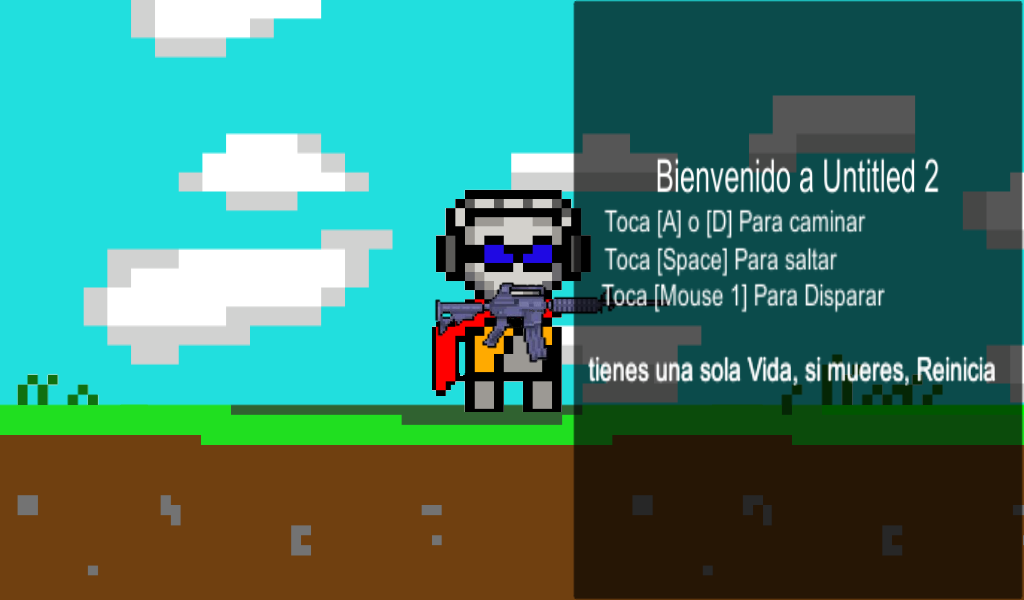 Bienvenido a Untitled 2
Toca [A] o [D] Para caminar
Toca [Space] Para saltar
Toca [Mouse 1] Para Disparar
tienes una sola Vida, si mueres, Reinicia